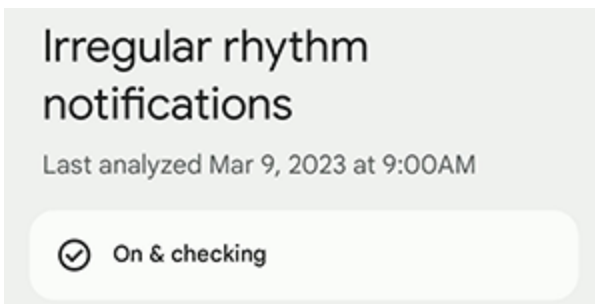 Irregular rhythm
notifications
Last analyzed Mar 9, 2023 at 9:00AM
On & checking